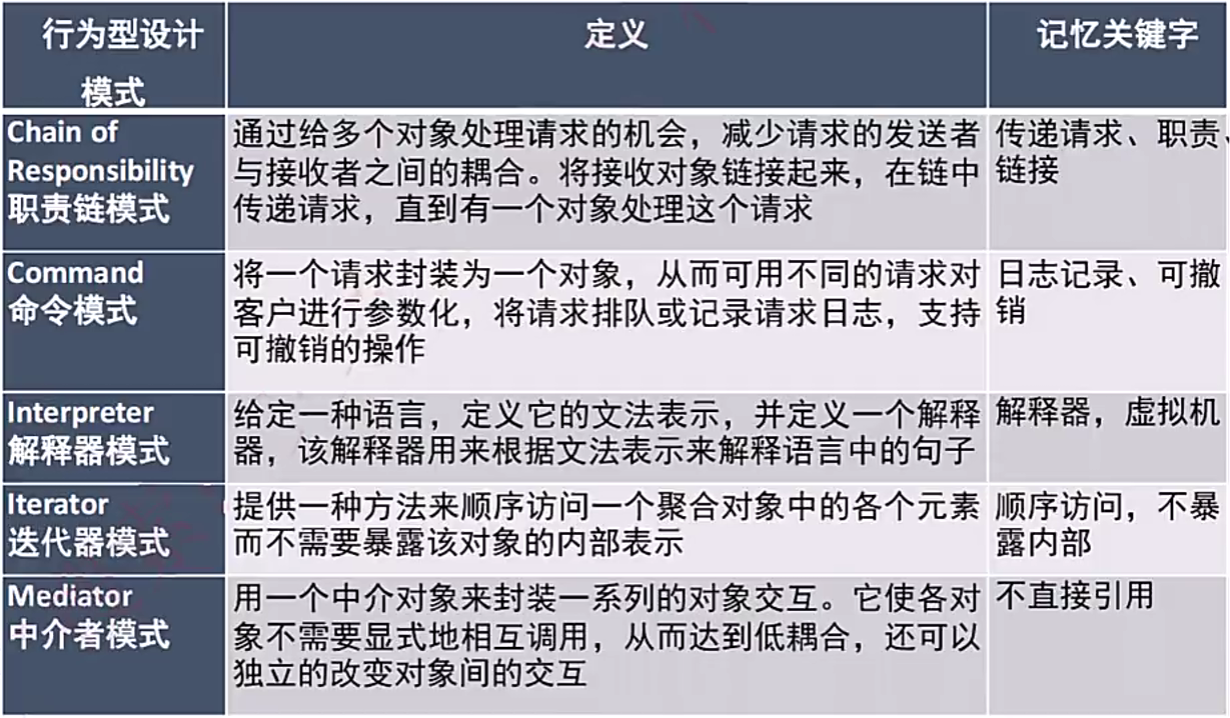 行为型设计
模式
定义
记忆关键字
Chain of
Responsibility
职责链模式
通过给多个对象处理请求的机会，减少请求的发送者
与接收者之间的耦合。将接收对象链接起来，在链中
传递请求，直到有一个对象处理这个请求
传递请求、职责、
链接
Command
命令模式
将一个请求封装为一个对象，从而可用不同的请求对
客户进行参数化，将请求排队或记录请求日志，支持
可撤销的操作
日志记录、可撤
销
Interpreter
解释器模式
给定一种语言，定义它的文法表示，并定义一个解释
器，该解释器用来根据文法表示来解释语言中的句子
解释器，虚拟机
Iterator
迭代器模式
提供一种方法来顺序访问一个聚合对象中的各个元素
而不需要暴露该对象的内部表示
顺序访问，不暴
露内部
Mediator
中介者模式
用一个中介对象来封装一系列的对象交互。它使各对
象不需要显式地相互调用，从而达到低耦合，还可以
独立的改变对象间的交互
不直接引用